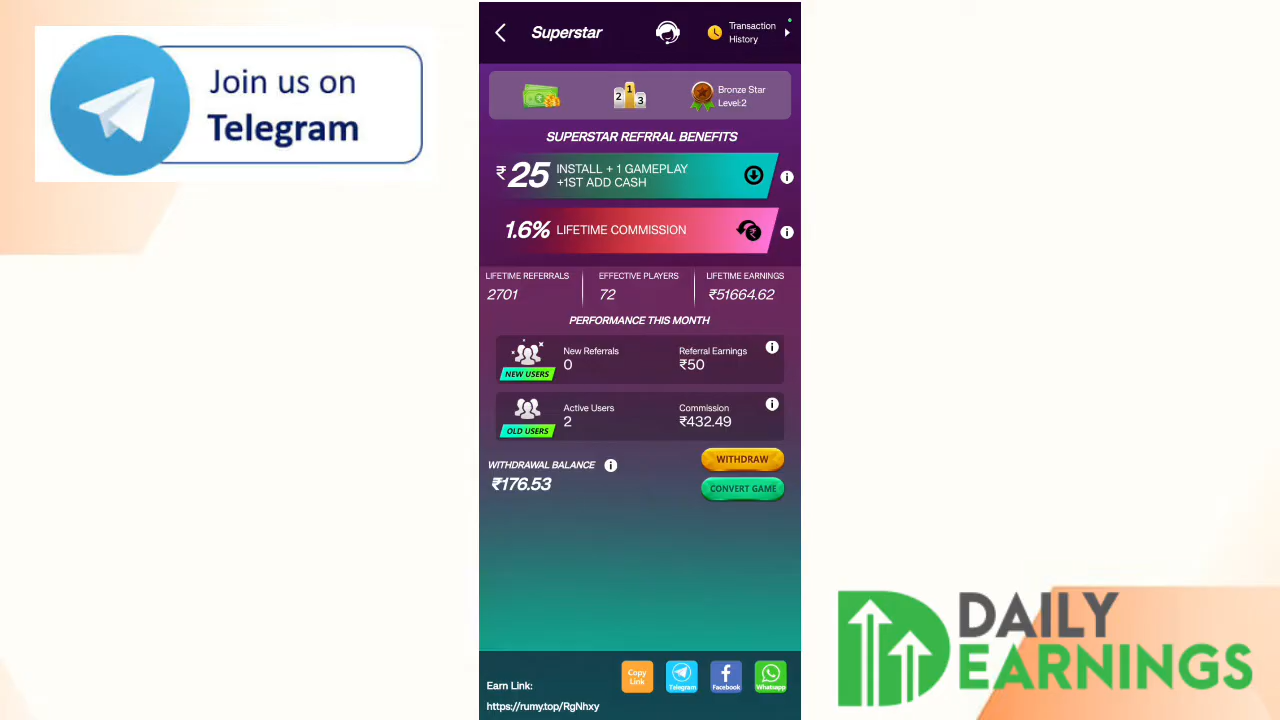 Join us on
Telegram
Superstar
Transaction
History
2 1 3
Bronze Star
Level:2
SUPERSTAR REFRRAL BENEFITS
₹25 INSTALL + 1 GAMEPLAY
+1ST ADD CASH
1.6% LIFETIME COMMISSION
LIFETIME REFERRALS EFFECTIVE PLAYERS LIFETIME EARNINGS
2701 72 ₹51664.62
PERFORMANCE THIS MONTH
New Referrals Referral Earnings
0 ₹50
NEW USERS
Active Users Commission
2 ₹432.49
OLD USERS
WITHDRAWAL BALANCE
₹176.53
WITHDRAW
CONVERT GAME
Earn Link:
https://rumy.top/RgNhxy
Copy
Link
Telegram
Facebook
Whatsapp
DAILY
EARNINGS